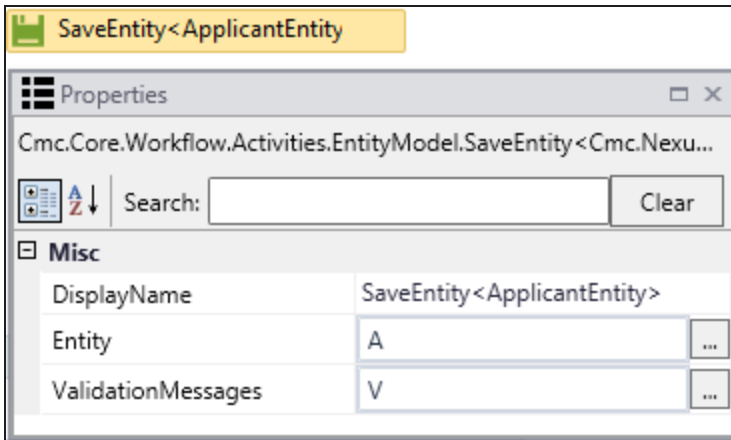 SaveEntity<ApplicantEntity
Properties
Cmc.Core.Workflow.Activities.EntityModel.SaveEntity<Cmc.Nexu...
A
Z Search: Clear
Misc
DisplayName SaveEntity<ApplicantEntity>
Entity A ...
ValidationMessages V ...